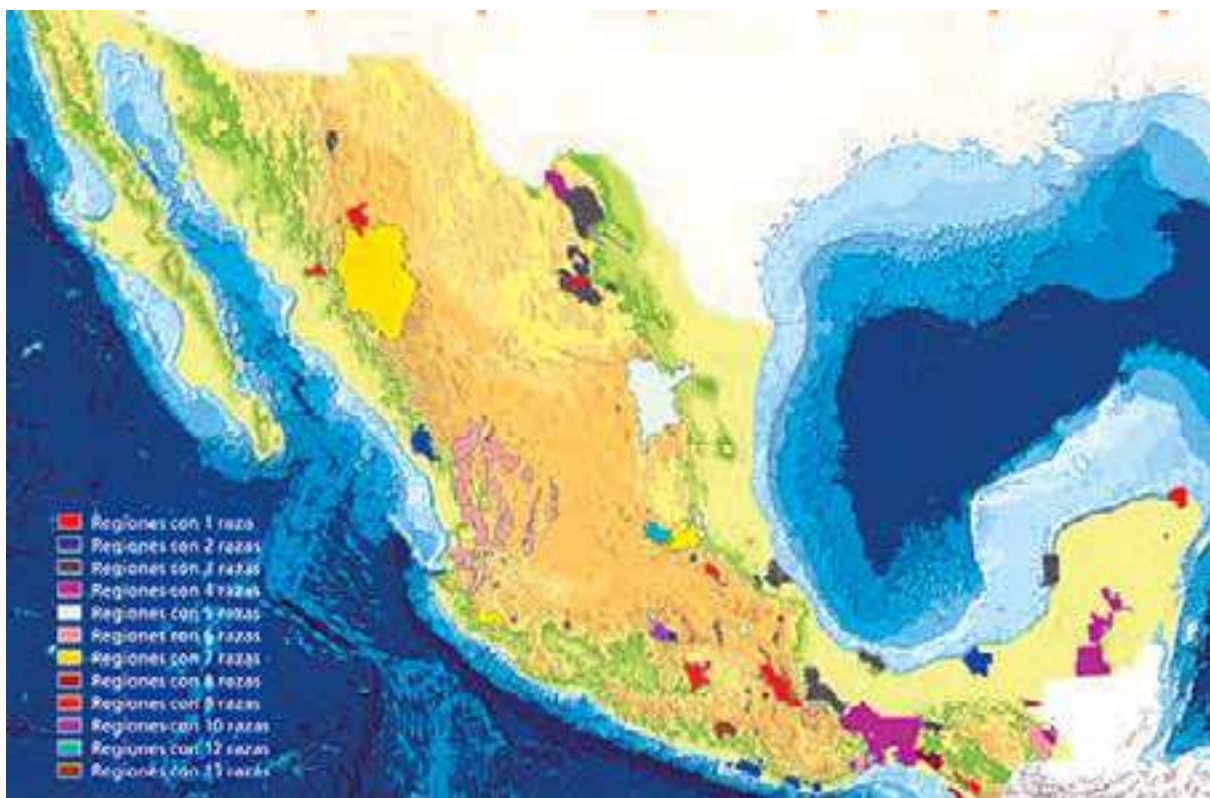 Regiones con 1 raza
Regiones con 2 razas
Regiones con 3 razas
Regiones con 4 razas
Regiones con 5 razas
Regiones con 6 razas
Regiones con 7 razas
Regiones con 8 razas
Regiones con 9 razas
Regiones con 10 razas
Regiones con 12 razas
Regiones con 13 razas